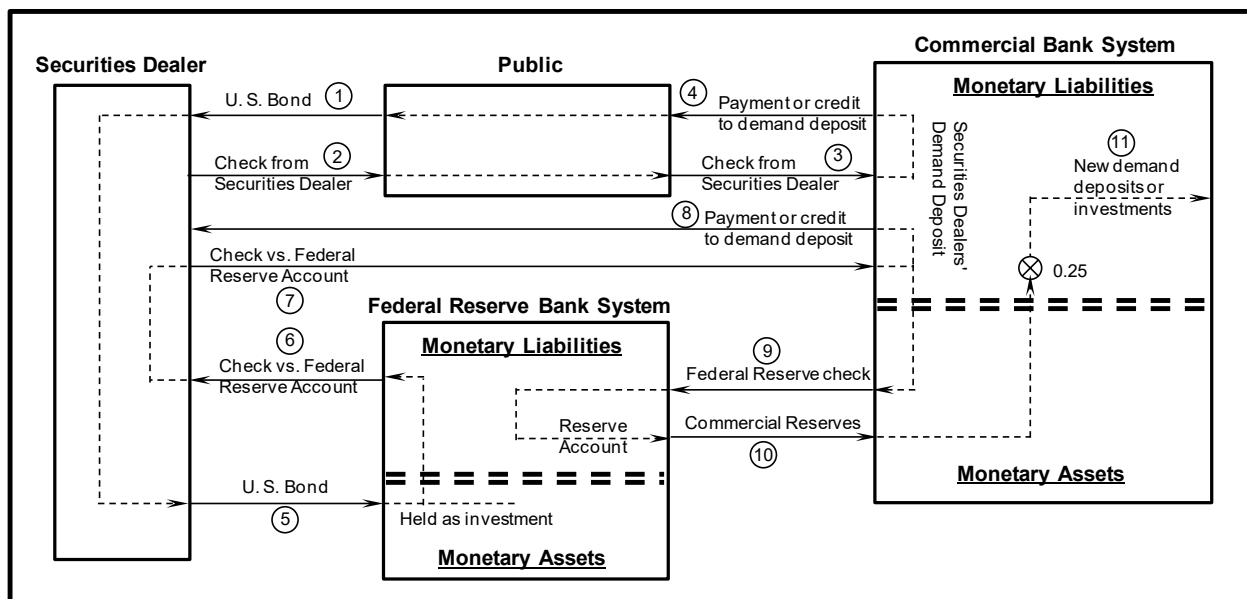 Securities Dealer
Public
Commercial Bank System
Monetary Liabilities
U. S. Bond
1
4
Payment or credit
to demand deposit
Check from
Securities Dealer
2
Check from
Securities Dealer
3
Securities Dealers'
Demand Deposit
11
New demand
deposits or
investments
8
Payment or credit
to demand deposit
Check vs. Federal
Reserve Account
7
0.25
Federal Reserve Bank System
Monetary Liabilities
6
Check vs. Federal
Reserve Account
9
Federal Reserve check
Reserve
Account
Commercial Reserves
10
U. S. Bond
5
Held as investment
Monetary Assets
Monetary Assets